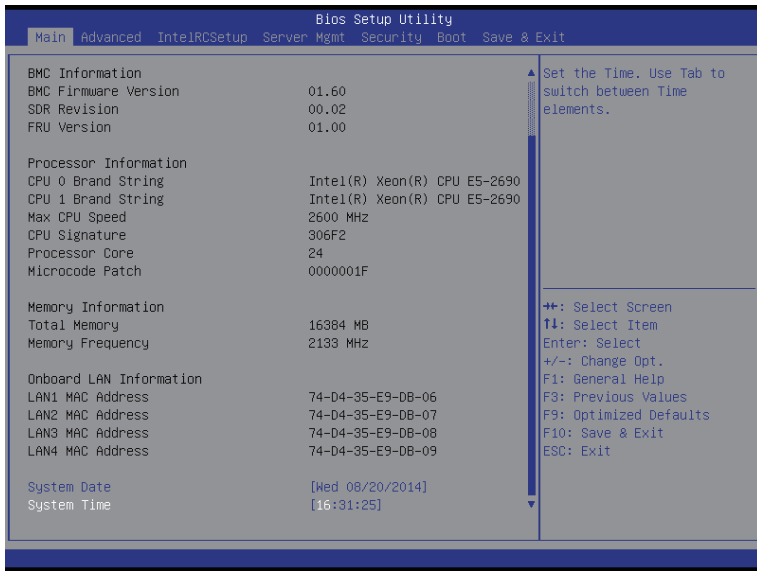 Bios Setup Utility
Main Advanced IntelRCSetup Server Mgmt Security Boot Save & Exit
BMC Information
BMC Firmware Version 01.60
SDR Revision 00.02
FRU Version 01.00
Processor Information
CPU 0 Brand String Intel(R) Xeon(R) CPU E5-2690
CPU 1 Brand String Intel(R) Xeon(R) CPU E5-2690
Max CPU Speed 2600 MHz
CPU Signature 306F2
Processor Core 24
Microcode Patch 0000001F
Memory Information
Total Memory 16384 MB
Memory Frequency 2133 MHz
Onboard LAN Information
LAN1 MAC Address 74-D4-35-E9-DB-06
LAN2 MAC Address 74-D4-35-E9-DB-07
LAN3 MAC Address 74-D4-35-E9-DB-08
LAN4 MAC Address 74-D4-35-E9-DB-09
System Date [Wed 08/20/2014]
System Time [16:31:25]
Set the Time. Use Tab to
switch between Time
elements.
→←: Select Screen
↑↓: Select Item
Enter: Select
+/-: Change Opt.
F1: General Help
F3: Previous Values
F9: Optimized Defaults
F10: Save & Exit
ESC: Exit